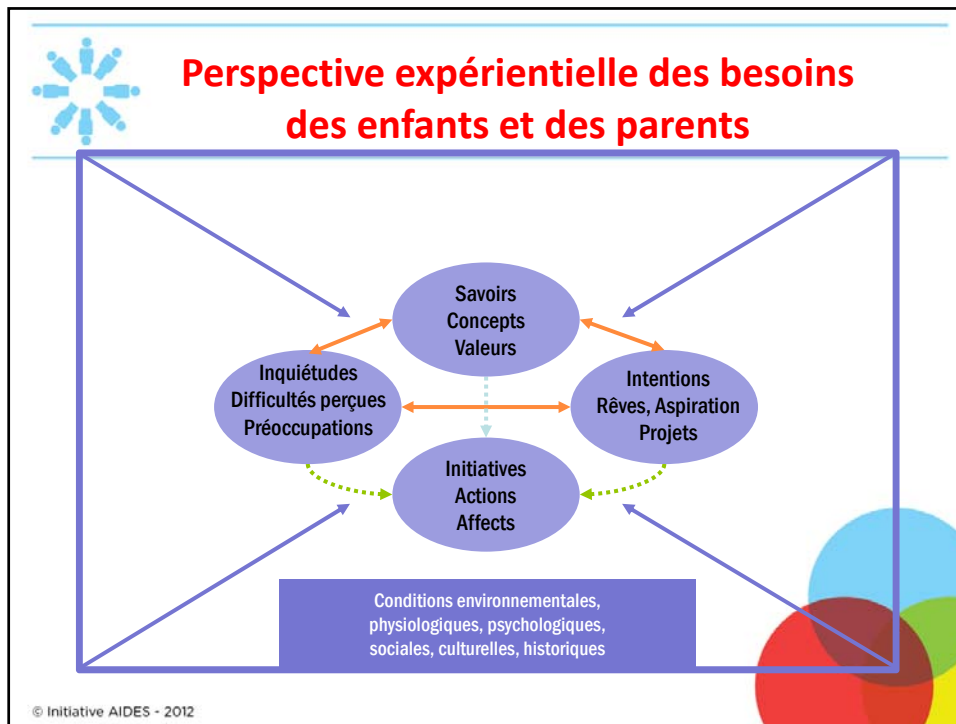 Perspective expérientielle des besoins
des enfants et des parents
Savoirs
Concepts
Valeurs
Inquiétudes
Difficultés perçues
Préoccupations
Intentions
Rêves, Aspiration
Projets
Initiatives
Actions
Affects
Conditions environnementales,
physiologiques, psychologiques,
sociales, culturelles, historiques
© Initiative AIDES - 2012